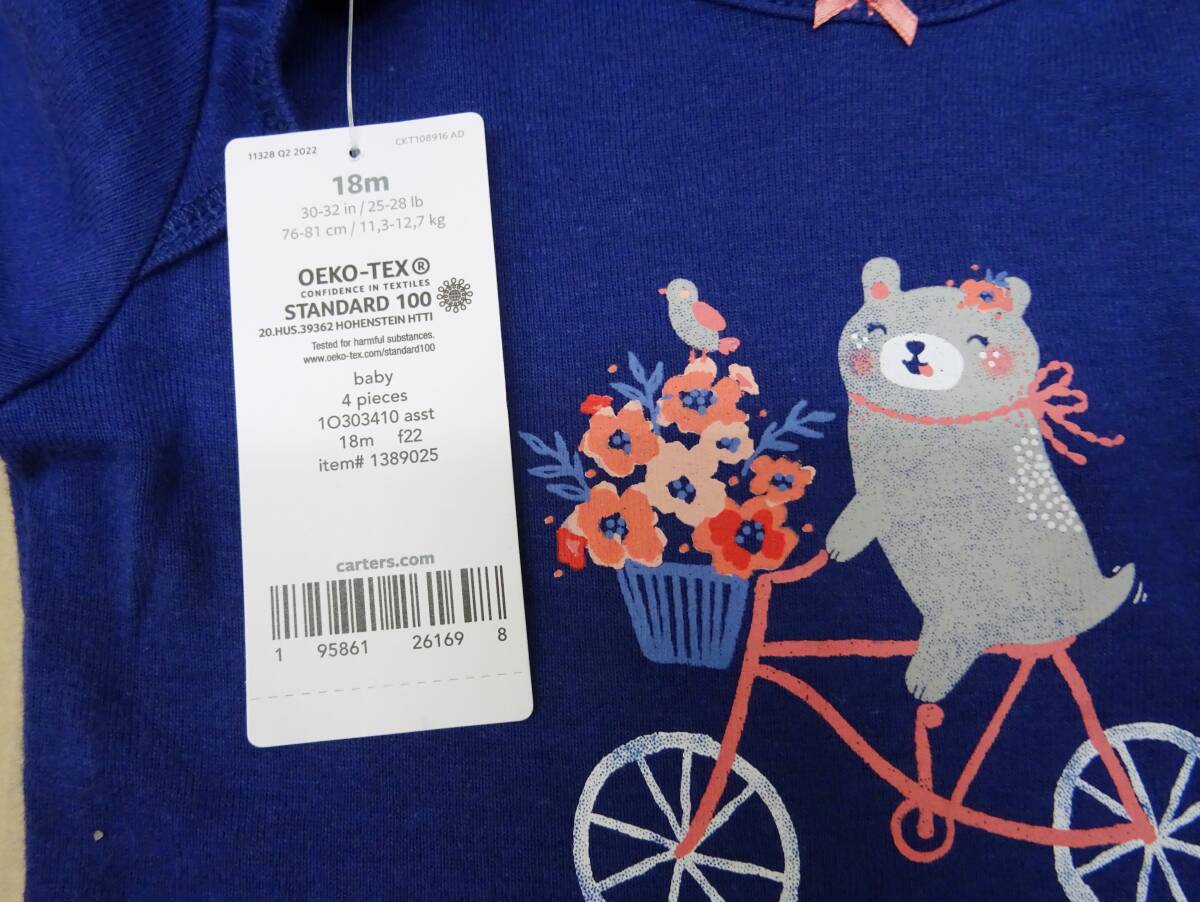 11328 Q2 2022
CKT108916 AD
18m
30-32 in / 25-28 lb
76-81 cm / 11,3-12,7 kg
OEKO-TEX®
CONFIDENCE IN TEXTILES
STANDARD 100
20.HUS.39362 HOHENSTEIN HTTI
Tested for harmful substances.
www.oeko-tex.com/standard100
baby
4 pieces
1O303410 asst
18m f22
item# 1389025
carters.com
1 95861 26169 8